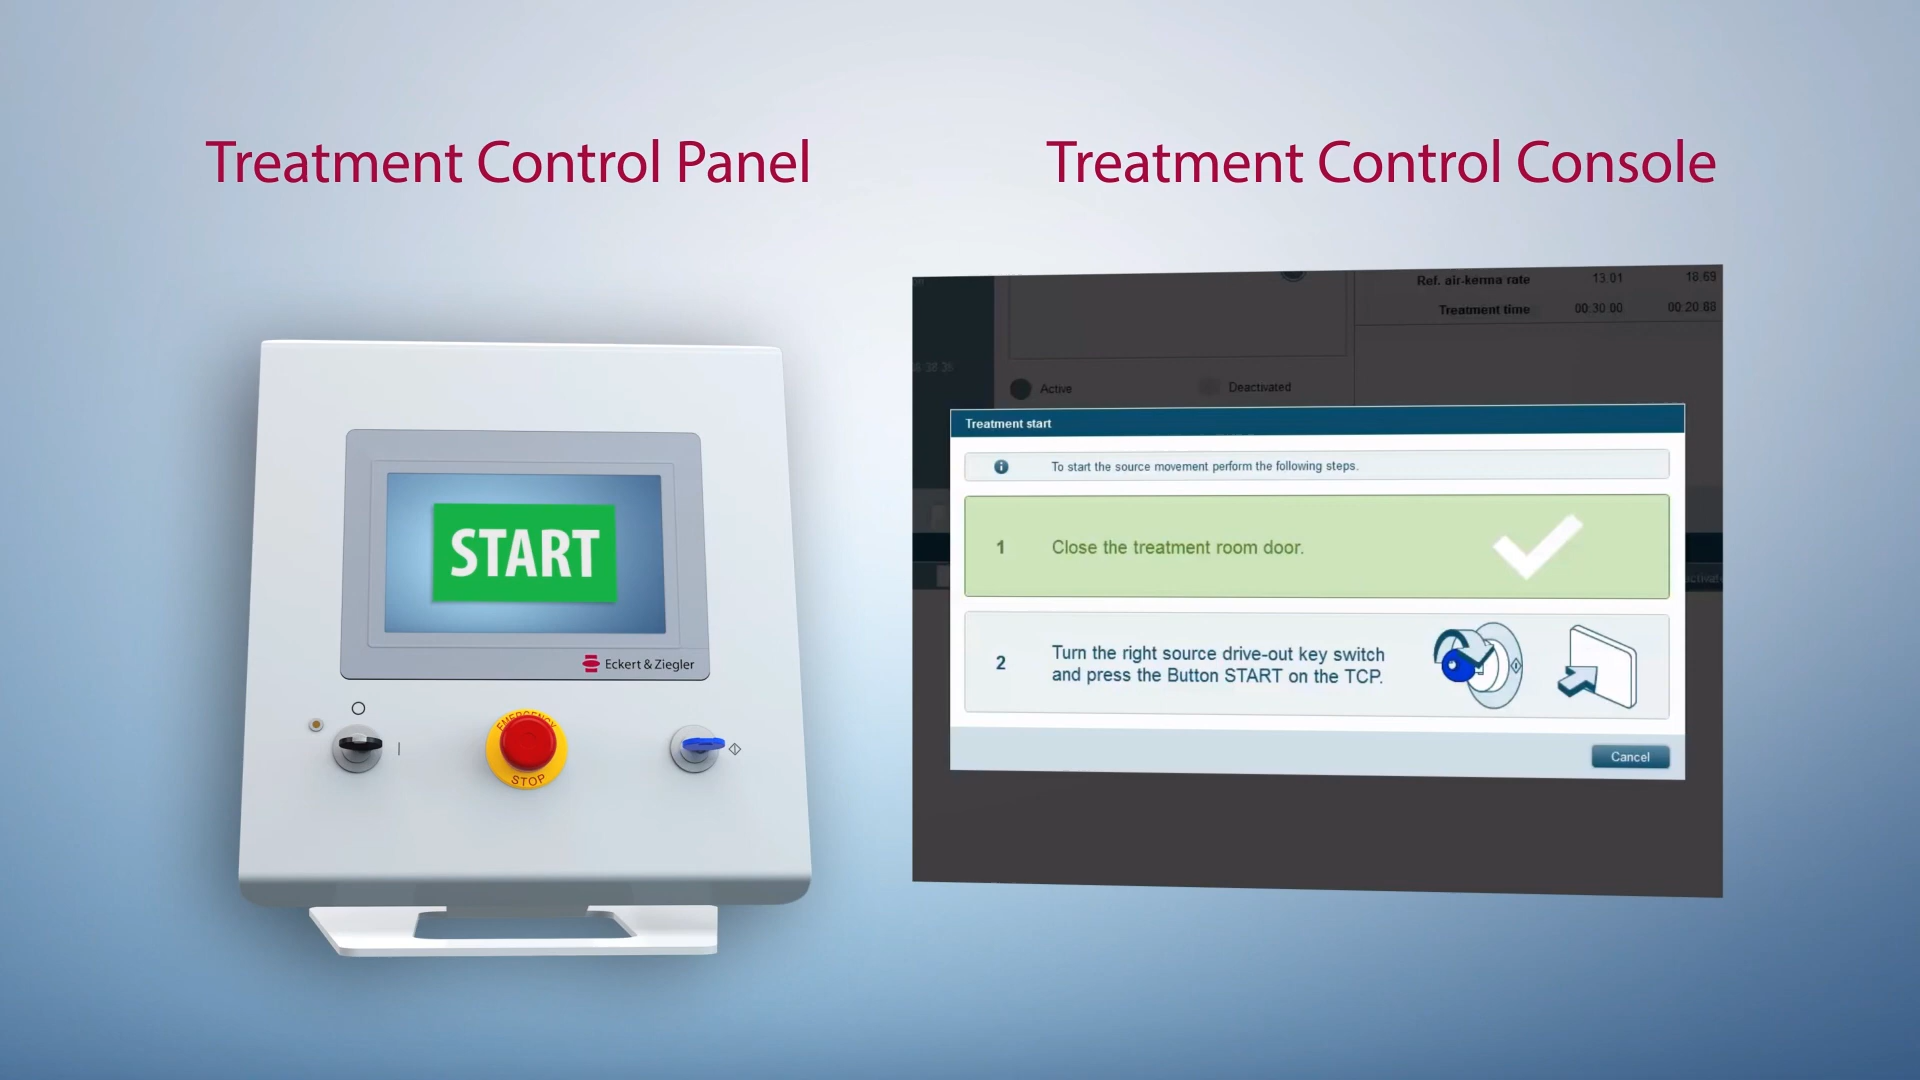 Treatment Control Panel
Treatment Control Console
START
Eckert & Ziegler
EMERGENCY
STOP
Ref. air-kerma rate 13.01 18.69
Treatment time 00:30.00 00:20.88
Active Deactivated
Treatment start
To start the source movement perform the following steps.
1 Close the treatment room door.
2 Turn the right source drive-out key switch
and press the Button START on the TCP.
Cancel